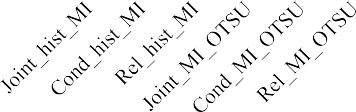 Joint_hist_MI
Cond_hist_MI
Rel_hist_MI
Joint_MI_OTSU
Cond_MI_OTSU
Rel_MI_OTSU